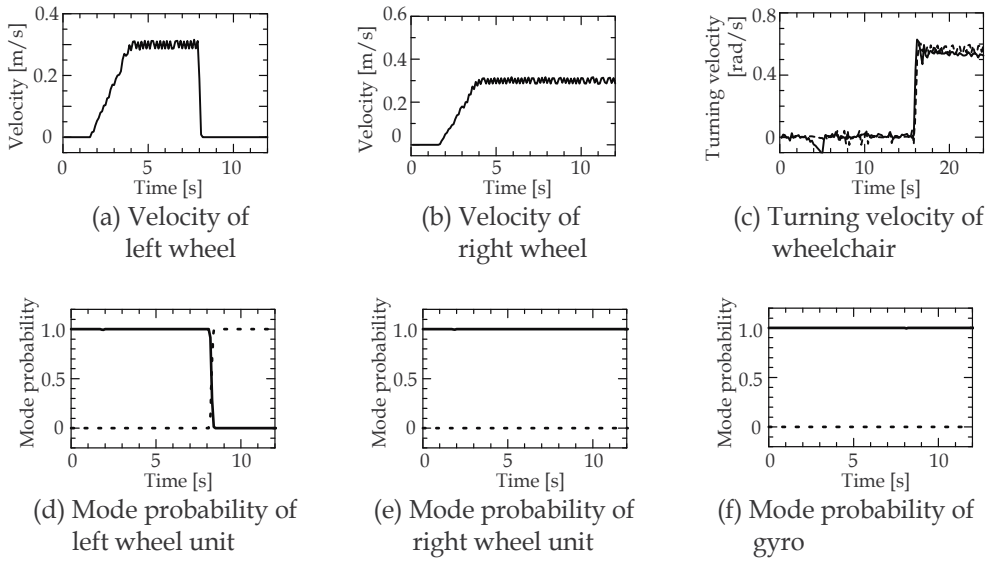 Velocity [m/s]
0.4
0.2
0
0
5
10
Time [s]
(a) Velocity of
left wheel
Velocity [m/s]
0.6
0.4
0.2
0
0
5
10
Time [s]
(b) Velocity of
right wheel
Turning velocity
[rad/s]
0.8
0.4
0
0
10
20
Time [s]
(c) Turning velocity of
wheelchair
Mode probability
1.0
0.5
0
0
5
10
Time [s]
(d) Mode probability of
left wheel unit
Mode probability
1.0
0.5
0
0
5
10
Time [s]
(e) Mode probability of
right wheel unit
Mode probability
1.0
0.5
0
0
5
10
Time [s]
(f) Mode probability of
gyro